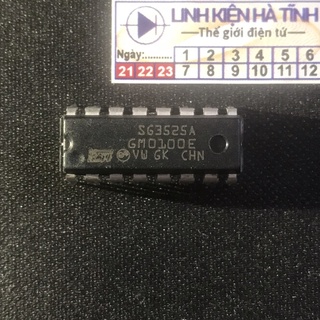 LINH KIỆN HÀ TĨNH
Thế giới điện tử
Ngày: 1 2 3 4 5 6
21 22 23 7 8 9 10 11 12
SG3525A
GM0100E
VW GK CHN